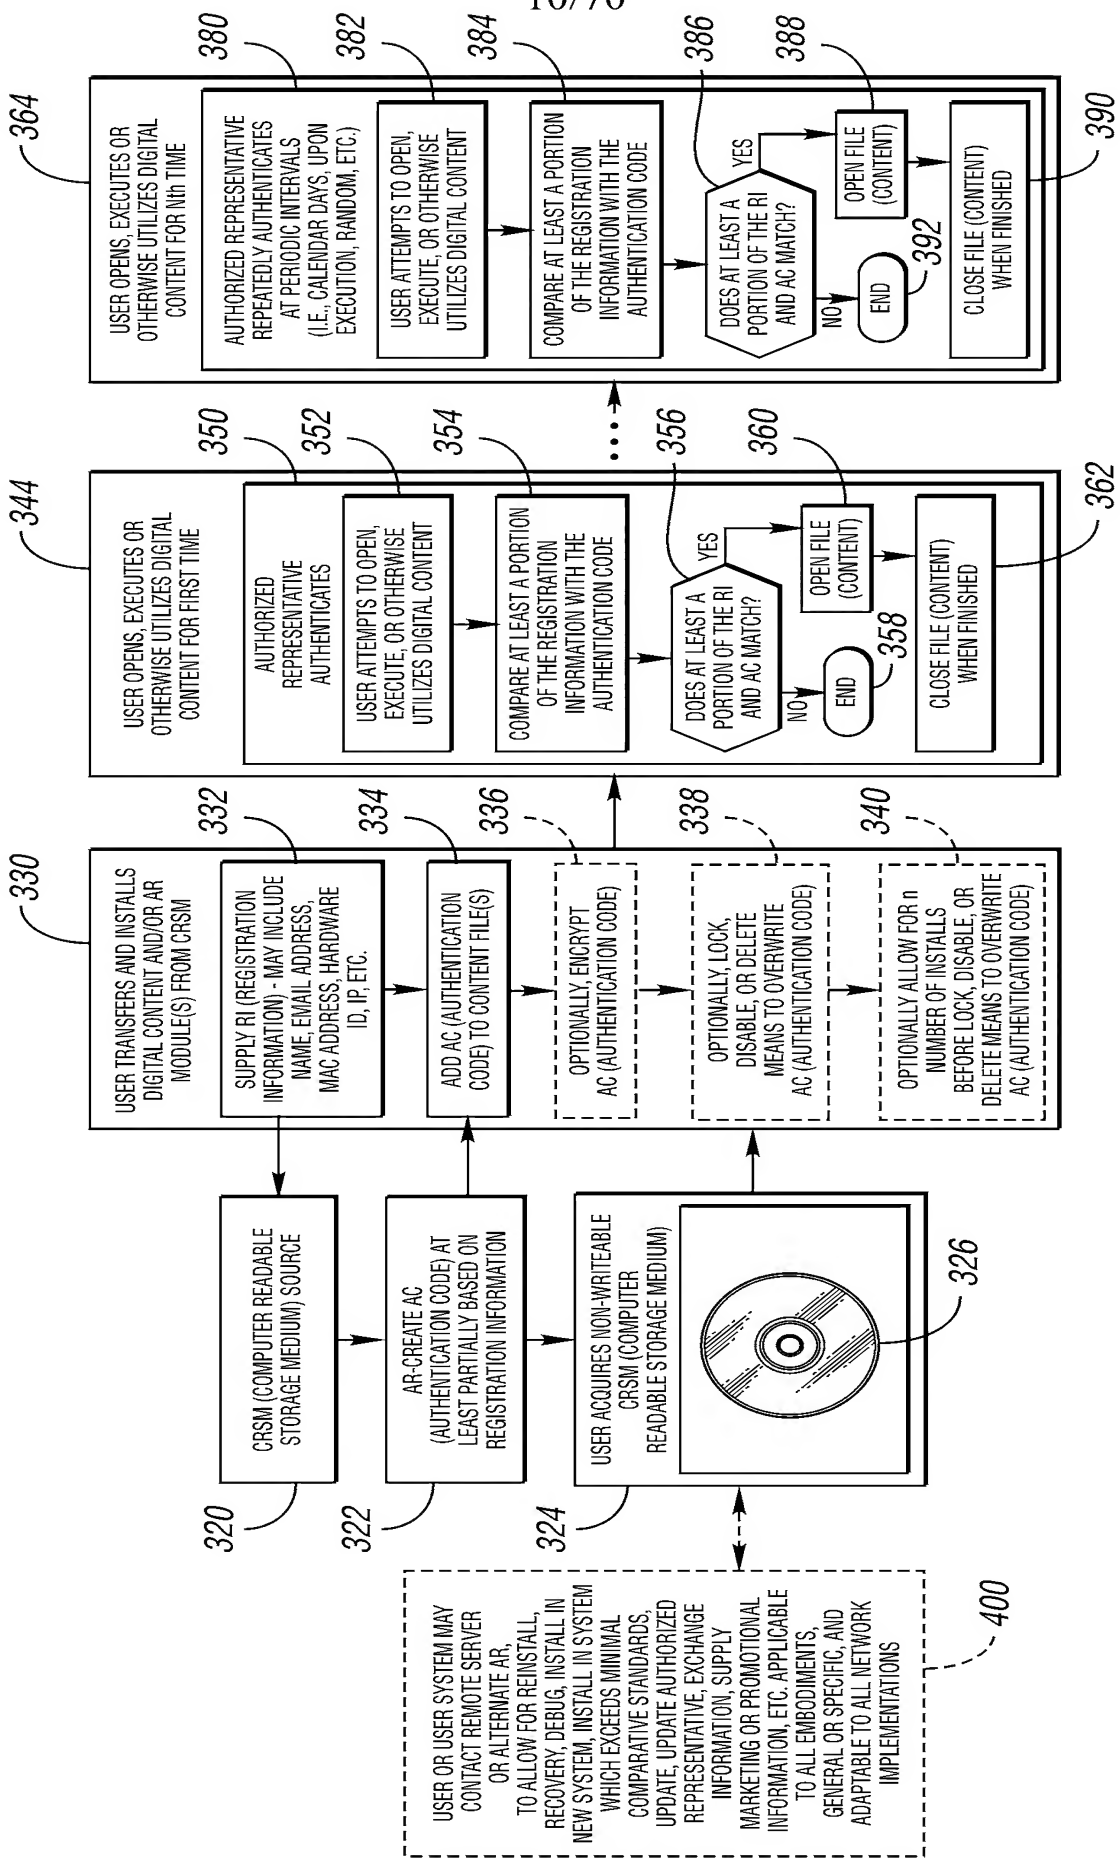 16/76
364
USER OPENS, EXECUTES OR
OTHERWISE UTILIZES DIGITAL
CONTENT FOR Nth TIME
380
AUTHORIZED REPRESENTATIVE
REPEATEDLY AUTHENTICATES
AT PERIODIC INTERVALS
(I.E., CALENDAR DAYS, UPON
EXECUTION, RANDOM, ETC.)
382
USER ATTEMPTS TO OPEN,
EXECUTE, OR OTHERWISE
UTILIZES DIGITAL CONTENT
384
COMPARE AT LEAST A PORTION
OF THE REGISTRATION
INFORMATION WITH THE
AUTHENTICATION CODE
386
DOES AT LEAST A
PORTION OF THE RI
AND AC MATCH?
YES
NO
388
OPEN FILE
(CONTENT)
END
392
CLOSE FILE (CONTENT)
WHEN FINISHED
390
344
USER OPENS, EXECUTES OR
OTHERWISE UTILIZES DIGITAL
CONTENT FOR FIRST TIME
350
AUTHORIZED
REPRESENTATIVE
AUTHENTICATES
352
USER ATTEMPTS TO OPEN,
EXECUTE, OR OTHERWISE
UTILIZES DIGITAL CONTENT
354
COMPARE AT LEAST A PORTION
OF THE REGISTRATION
INFORMATION WITH THE
AUTHENTICATION CODE
356
DOES AT LEAST A
PORTION OF THE RI
AND AC MATCH?
YES
NO
360
OPEN FILE
(CONTENT)
END
358
CLOSE FILE (CONTENT)
WHEN FINISHED
362
330
USER TRANSFERS AND INSTALLS
DIGITAL CONTENT AND/OR AR
MODULE(S) FROM CRSM
332
SUPPLY RI (REGISTRATION
INFORMATION) - MAY INCLUDE
NAME, EMAIL ADDRESS,
MAC ADDRESS, HARDWARE
ID, IP, ETC.
334
ADD AC (AUTHENTICATION
CODE) TO CONTENT FILE(S)
336
OPTIONALLY, ENCRYPT
AC (AUTHENTICATION CODE)
338
OPTIONALLY, LOCK,
DISABLE, OR DELETE
MEANS TO OVERWRITE
AC (AUTHENTICATION CODE)
340
OPTIONALLY ALLOW FOR n
NUMBER OF INSTALLS
BEFORE LOCK, DISABLE, OR
DELETE MEANS TO OVERWRITE
AC (AUTHENTICATION CODE)
CRSM (COMPUTER READABLE
STORAGE MEDIUM) SOURCE
320
AR-CREATE AC
(AUTHENTICATION CODE) AT
LEAST PARTIALLY BASED ON
REGISTRATION INFORMATION
322
USER ACQUIRES NON-WRITEABLE
CRSM (COMPUTER
READABLE STORAGE MEDIUM)
324
326
USER OR USER SYSTEM MAY
CONTACT REMOTE SERVER
OR ALTERNATE AR,
TO ALLOW FOR REINSTALL,
RECOVERY, DEBUG, INSTALL IN
NEW SYSTEM, INSTALL IN SYSTEM
WHICH EXCEEDS MINIMAL
COMPARATIVE STANDARDS,
UPDATE, UPDATE AUTHORIZED
REPRESENTATIVE, EXCHANGE
INFORMATION, SUPPLY
MARKETING OR PROMOTIONAL
INFORMATION, ETC. APPLICABLE
TO ALL EMBODIMENTS,
GENERAL OR SPECIFIC, AND
ADAPTABLE TO ALL NETWORK
IMPLEMENTATIONS
400